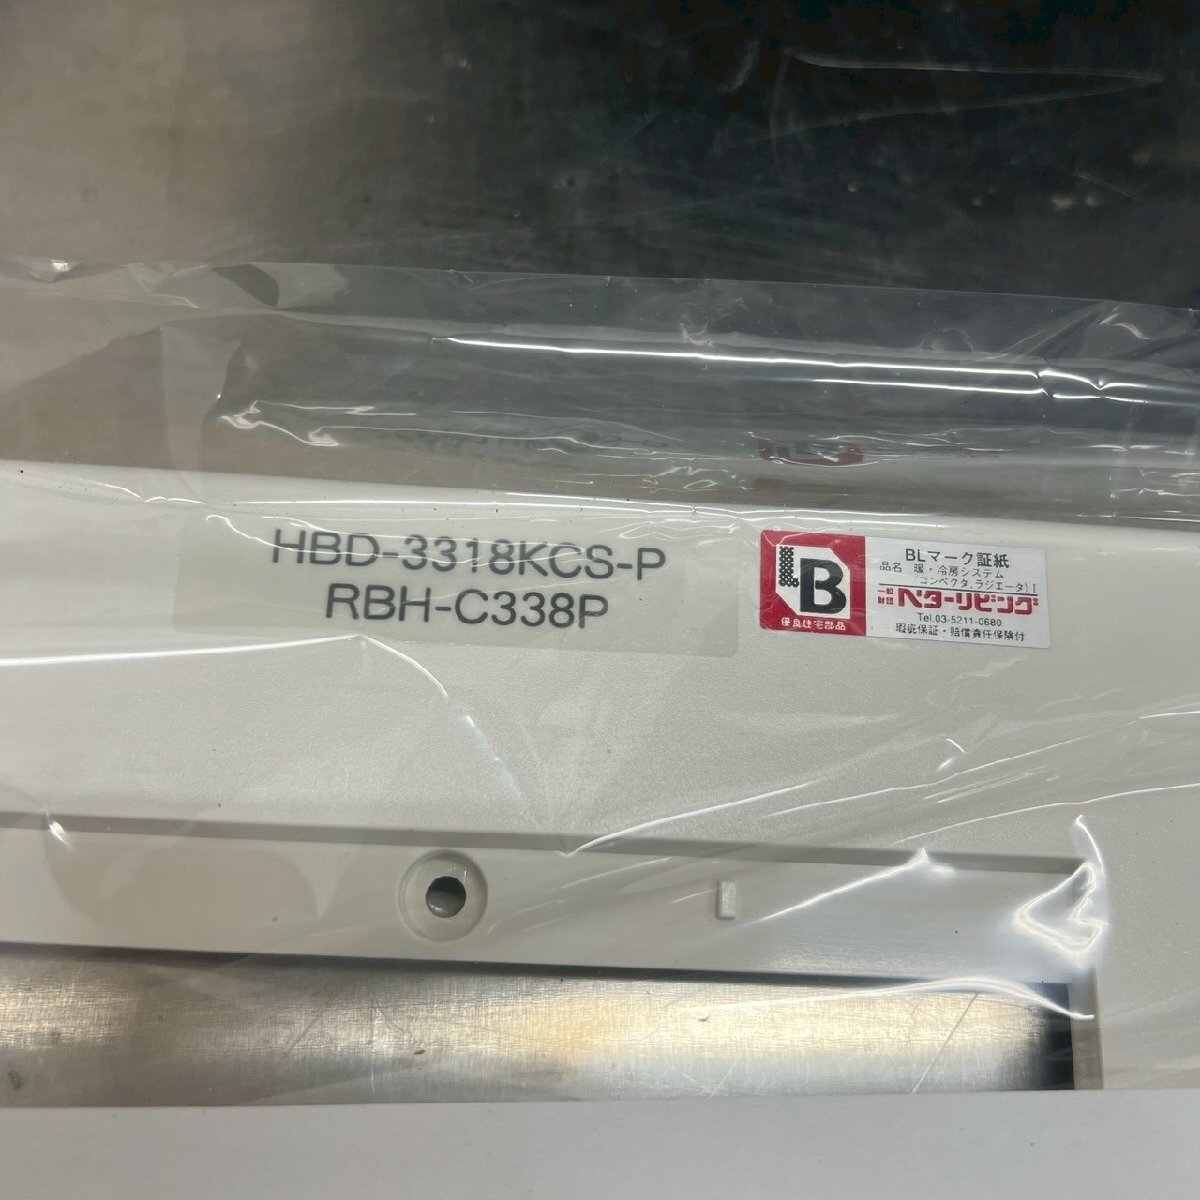 HBD-3318KCS-P
RBH-C338P
LB
優良住宅部品
BLマーク証紙
品名 暖・冷房システム
(コンベクタ・ラジエータ)
一般財団 ベターリビング
Tel.03-5211-0680
瑕疵保証・賠償責任保険付